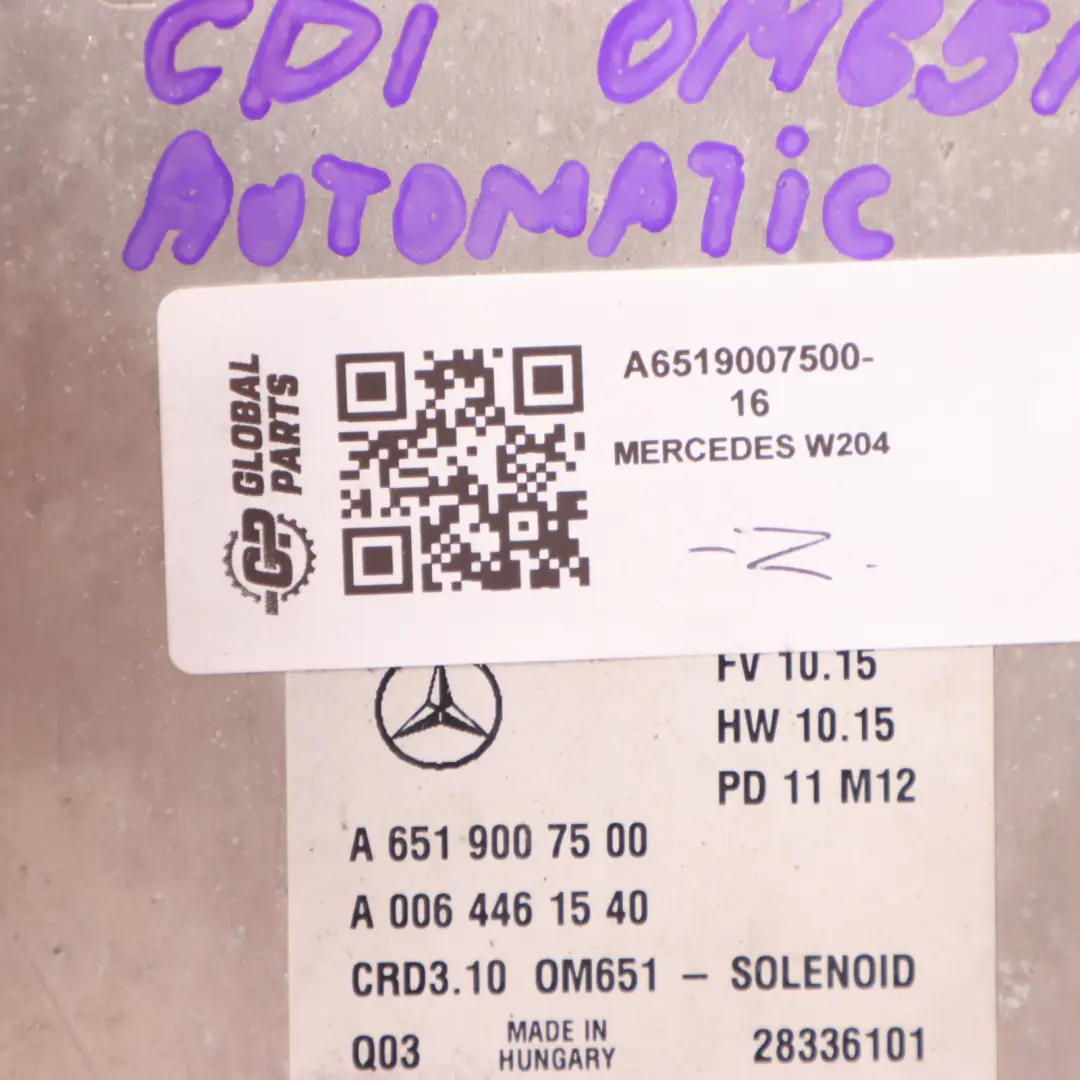 CDI OM651
AUTOMATiC
GLOBAL
PARTS
A6519007500-
16
MERCEDES W204
-Z.
FV 10.15
HW 10.15
PD 11 M12
A 651 900 75 00
A 006 446 15 40
CRD3.10 OM651 – SOLENOID
Q03 MADE IN HUNGARY 28336101